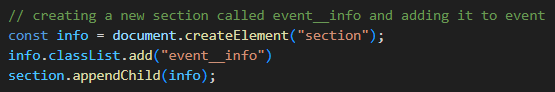 // creating a new section called event__info and adding it to event
const info = document.createElement("section");
info.classList.add("event__info")
section.appendChild(info);